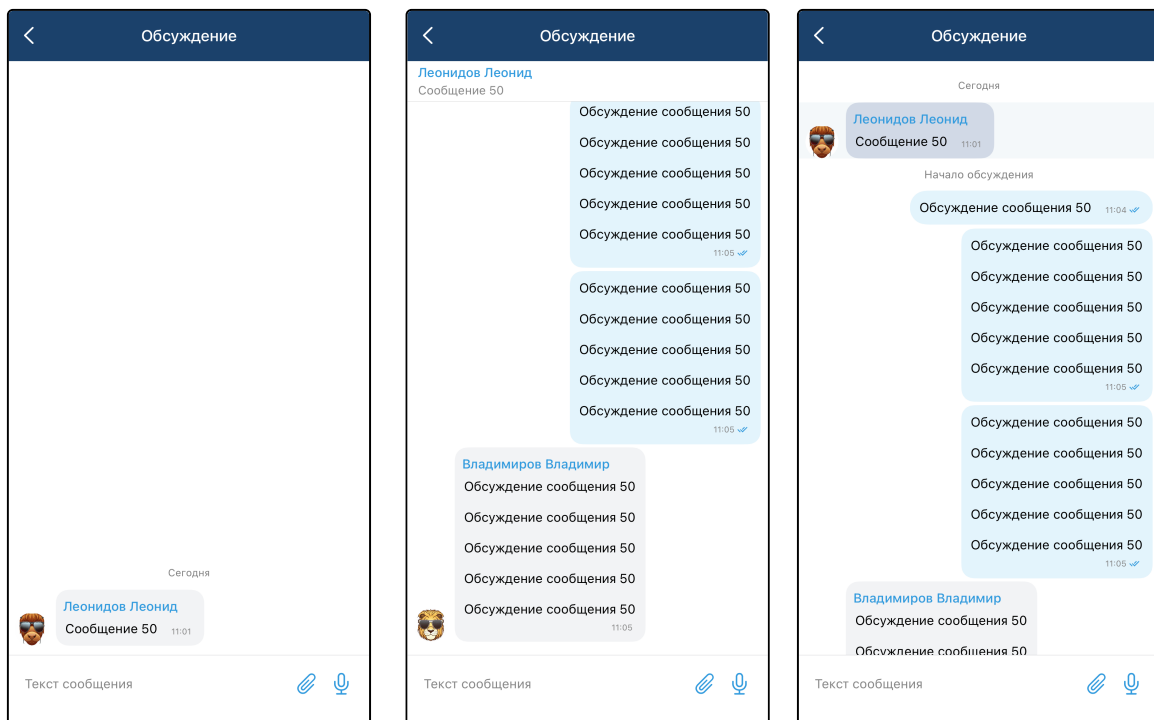 Обсуждение
Сегодня
Леонидов Леонид
Сообщение 50 11:01
Текст сообщения
Обсуждение
Леонидов Леонид
Сообщение 50
Обсуждение сообщения 50
Обсуждение сообщения 50
Обсуждение сообщения 50
Обсуждение сообщения 50
Обсуждение сообщения 50
11:05
Обсуждение сообщения 50
Обсуждение сообщения 50
Обсуждение сообщения 50
Обсуждение сообщения 50
Обсуждение сообщения 50
11:05
Владимиров Владимир
Обсуждение сообщения 50
Обсуждение сообщения 50
Обсуждение сообщения 50
Обсуждение сообщения 50
Обсуждение сообщения 50
11:05
Текст сообщения
Обсуждение
Сегодня
Леонидов Леонид
Сообщение 50 11:01
Начало обсуждения
Обсуждение сообщения 50 11:04
Обсуждение сообщения 50
Обсуждение сообщения 50
Обсуждение сообщения 50
Обсуждение сообщения 50
Обсуждение сообщения 50
11:05
Обсуждение сообщения 50
Обсуждение сообщения 50
Обсуждение сообщения 50
Обсуждение сообщения 50
Обсуждение сообщения 50
11:05
Владимиров Владимир
Обсуждение сообщения 50
Обсуждение сообщения 50
Текст сообщения